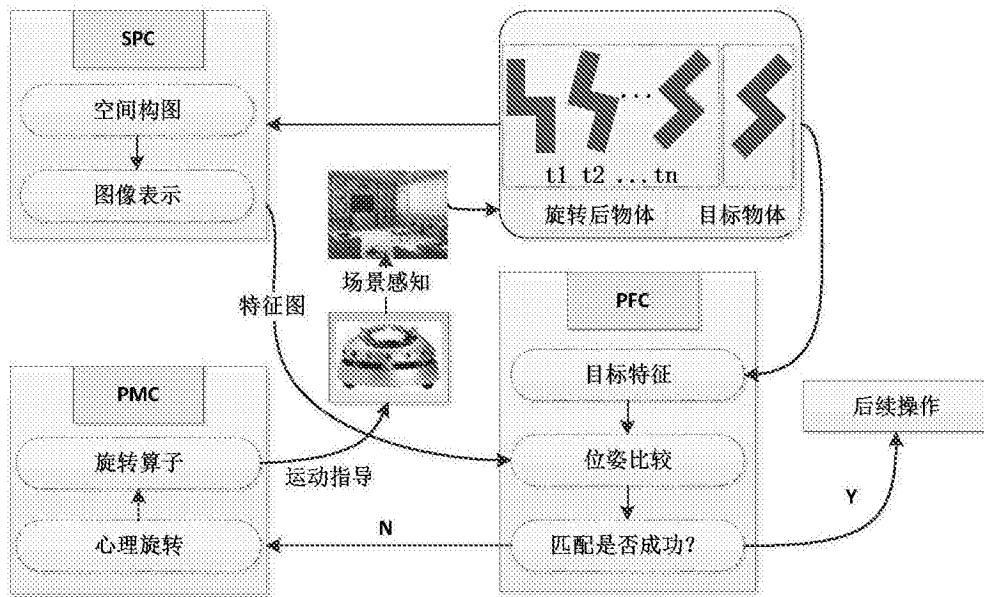 SPC
空间构图
图像表示
t1 t2 ...tn
旋转后物体
目标物体
场景感知
特征图
PFC
目标特征
位姿比较
匹配是否成功?
PMC
旋转算子
心理旋转
运动指导
N
Y
后续操作